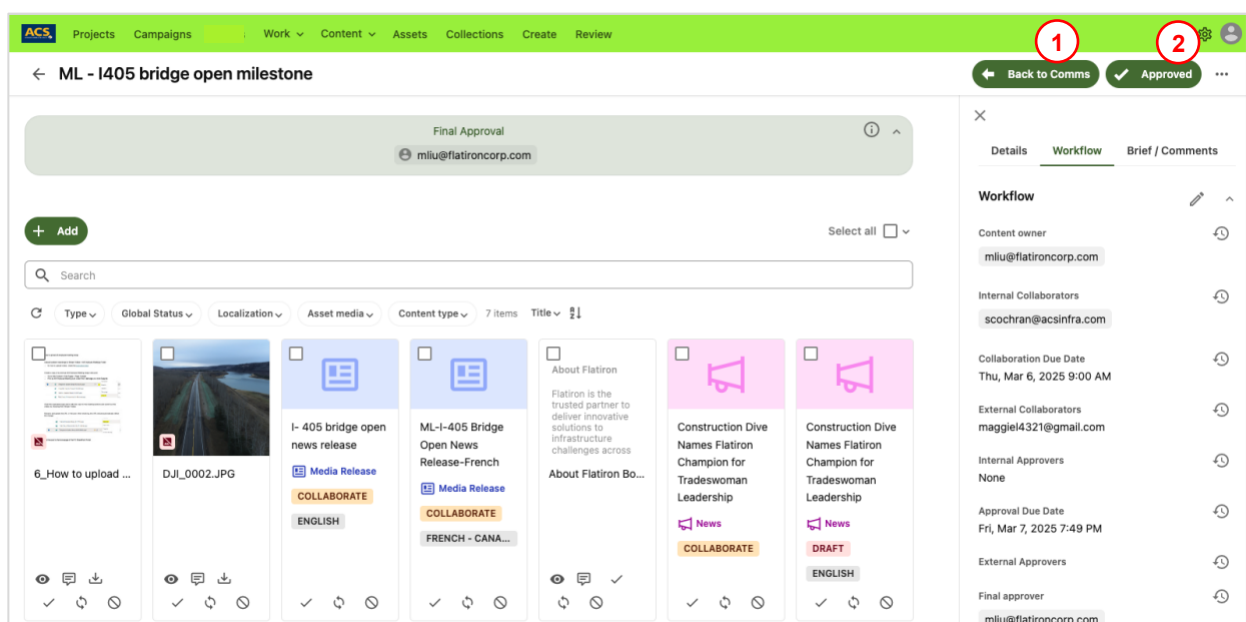 ACS Projects Campaigns Work Content Assets Collections Create Review
1
2
ML - I405 bridge open milestone
Back to Comms
Approved
Final Approval
mliu@flatironcorp.com
Add
Select all
Search
Type Global Status Localization Asset media Content type 7 items Title
6_How to upload ...
DJI_0002.JPG
I- 405 bridge open
news release
Media Release
COLLABORATE
ENGLISH
ML-I-405 Bridge
Open News
Release-French
Media Release
COLLABORATE
FRENCH - CANA...
About Flatiron
Flatiron is the
trusted partner to
deliver innovative
solutions to
infrastructure
challenges across
About Flatiron Bo...
Construction Dive
Names Flatiron
Champion for
Tradeswoman
Leadership
News
COLLABORATE
Construction Dive
Names Flatiron
Champion for
Tradeswoman
Leadership
News
DRAFT
ENGLISH
Details Workflow Brief / Comments
Workflow
Content owner
mliu@flatironcorp.com
Internal Collaborators
scochran@acsinfra.com
Collaboration Due Date
Thu, Mar 6, 2025 9:00 AM
External Collaborators
maggiel4321@gmail.com
Internal Approvers
None
Approval Due Date
Fri, Mar 7, 2025 7:49 PM
External Approvers
Final approver
mliu@flatironcorp.com